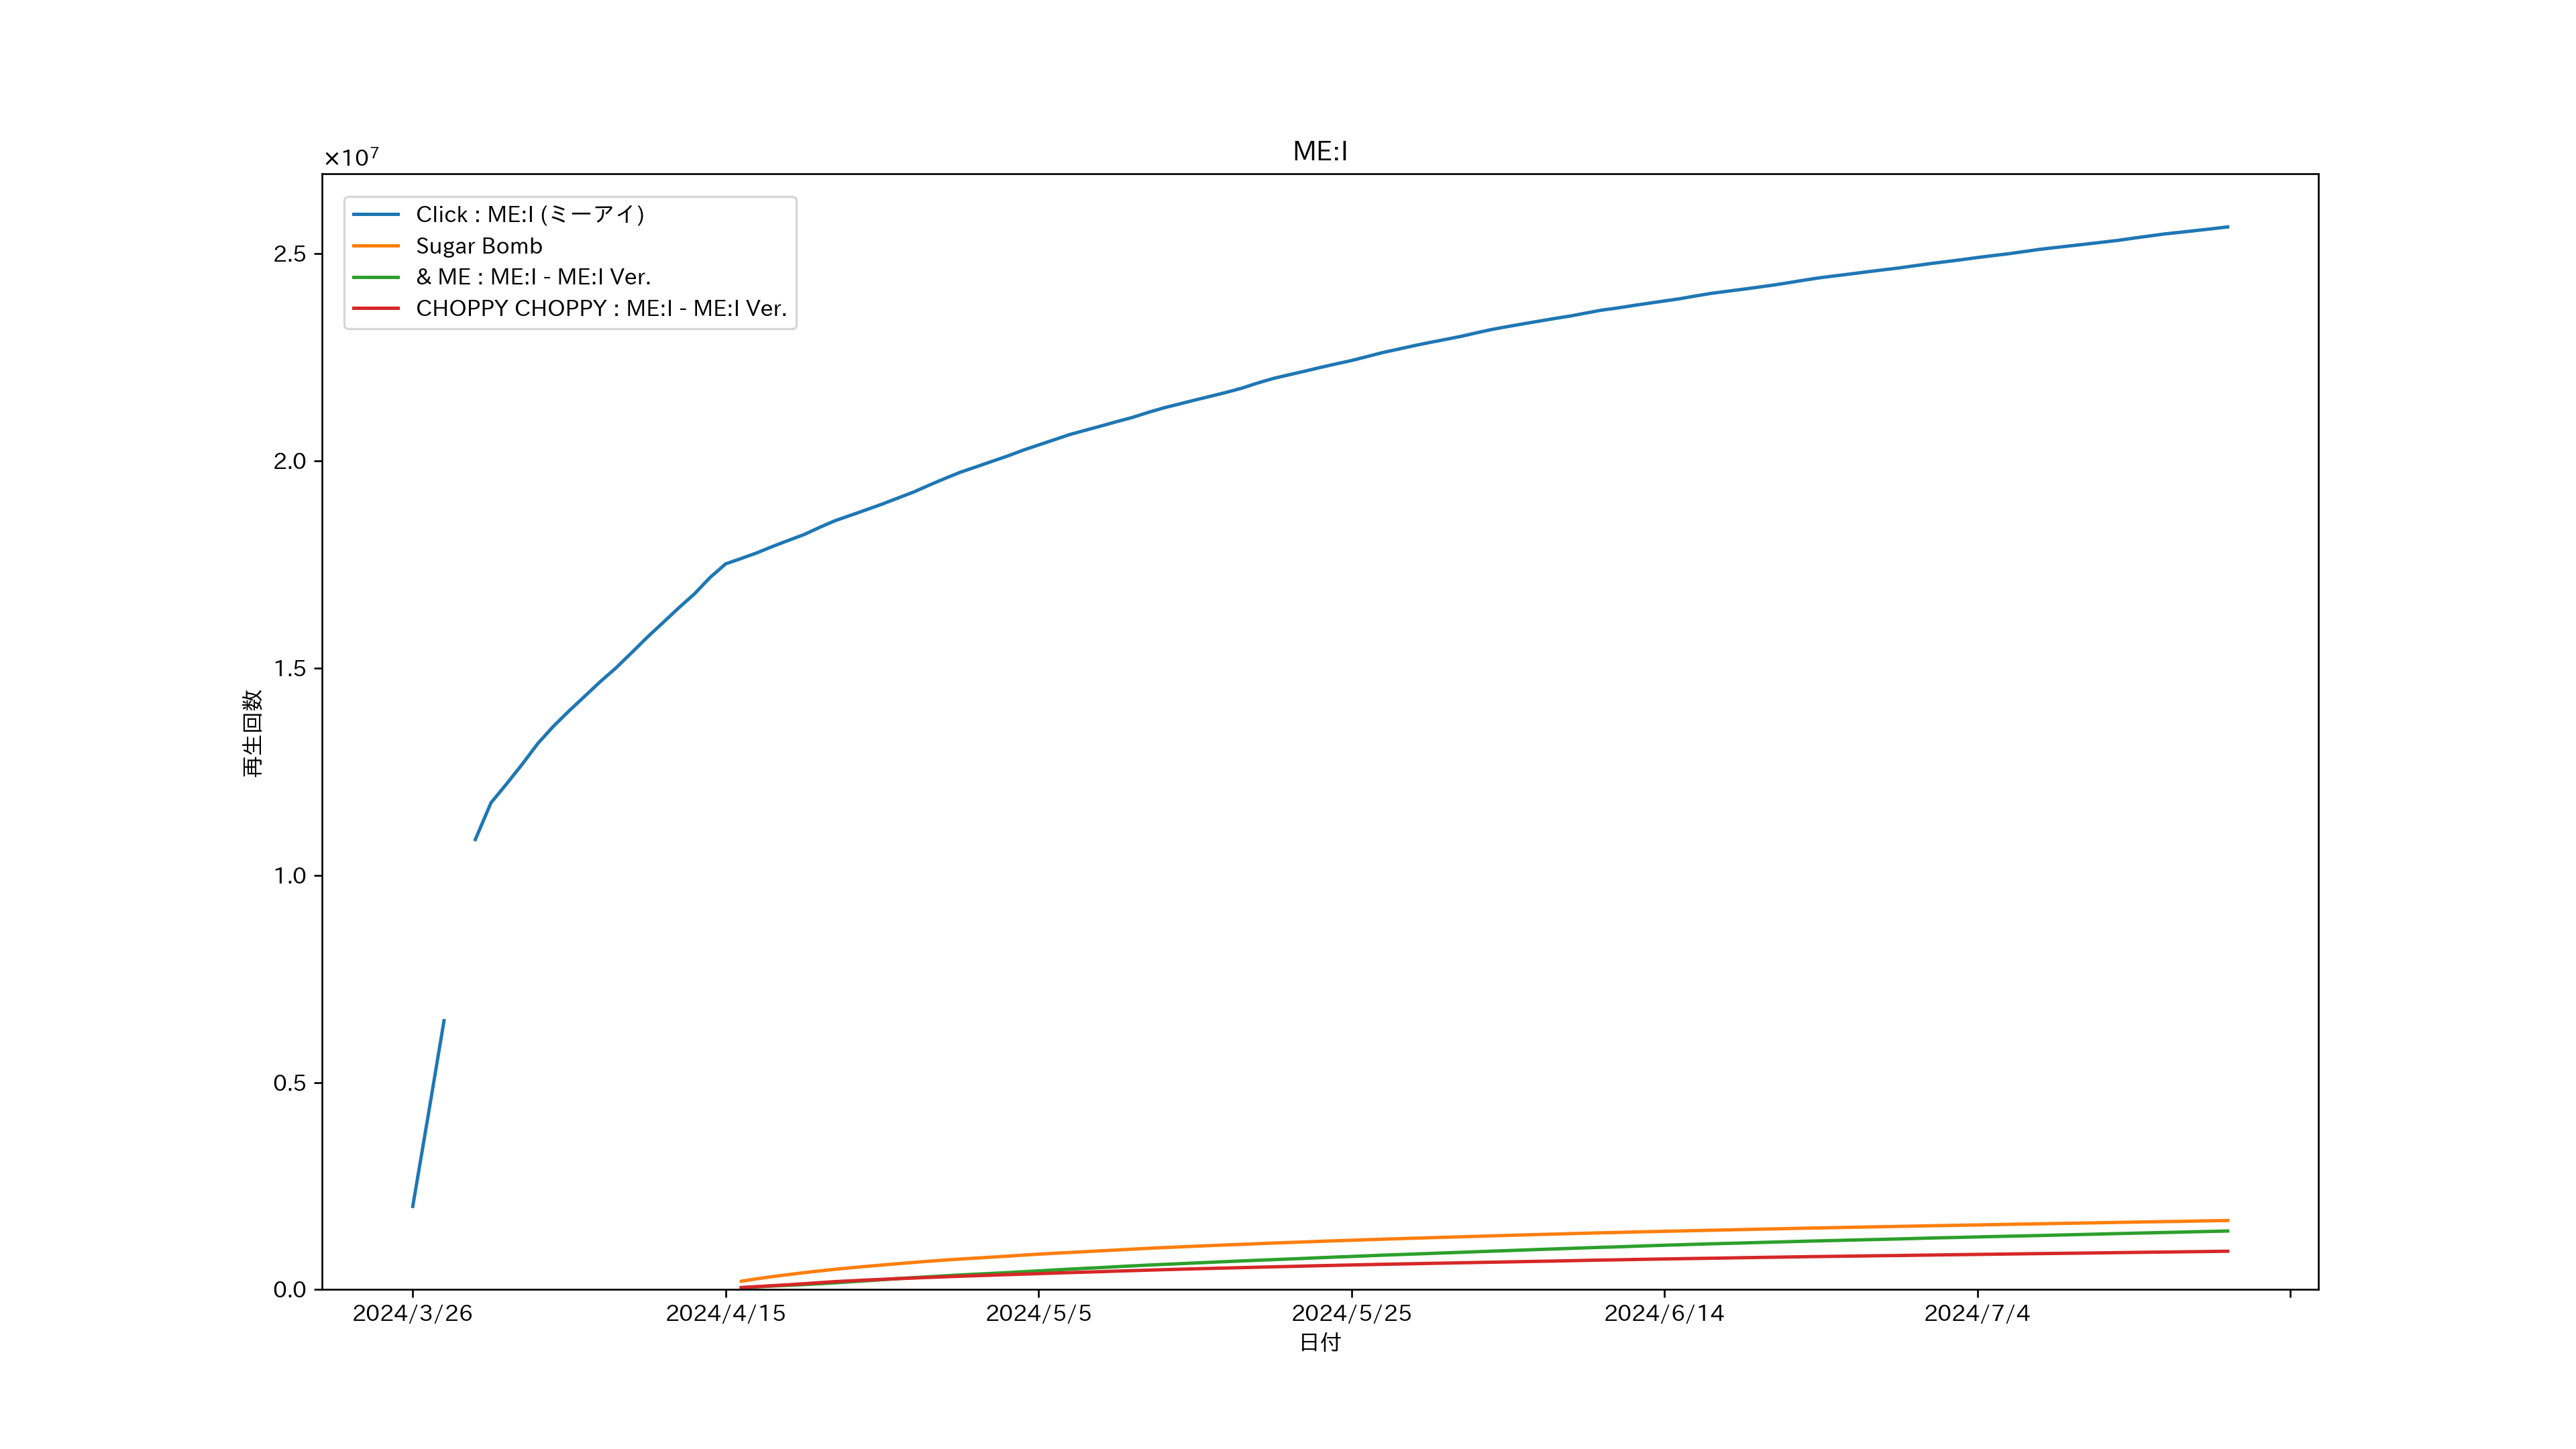 ME:I
×10⁷
Click : ME:I (ミーアイ)
Sugar Bomb
& ME : ME:I - ME:I Ver.
CHOPPY CHOPPY : ME:I - ME:I Ver.
2.5
2.0
1.5
1.0
0.5
0.0
再生回数
2024/3/26 2024/4/15 2024/5/5 2024/5/25 2024/6/14 2024/7/4
日付